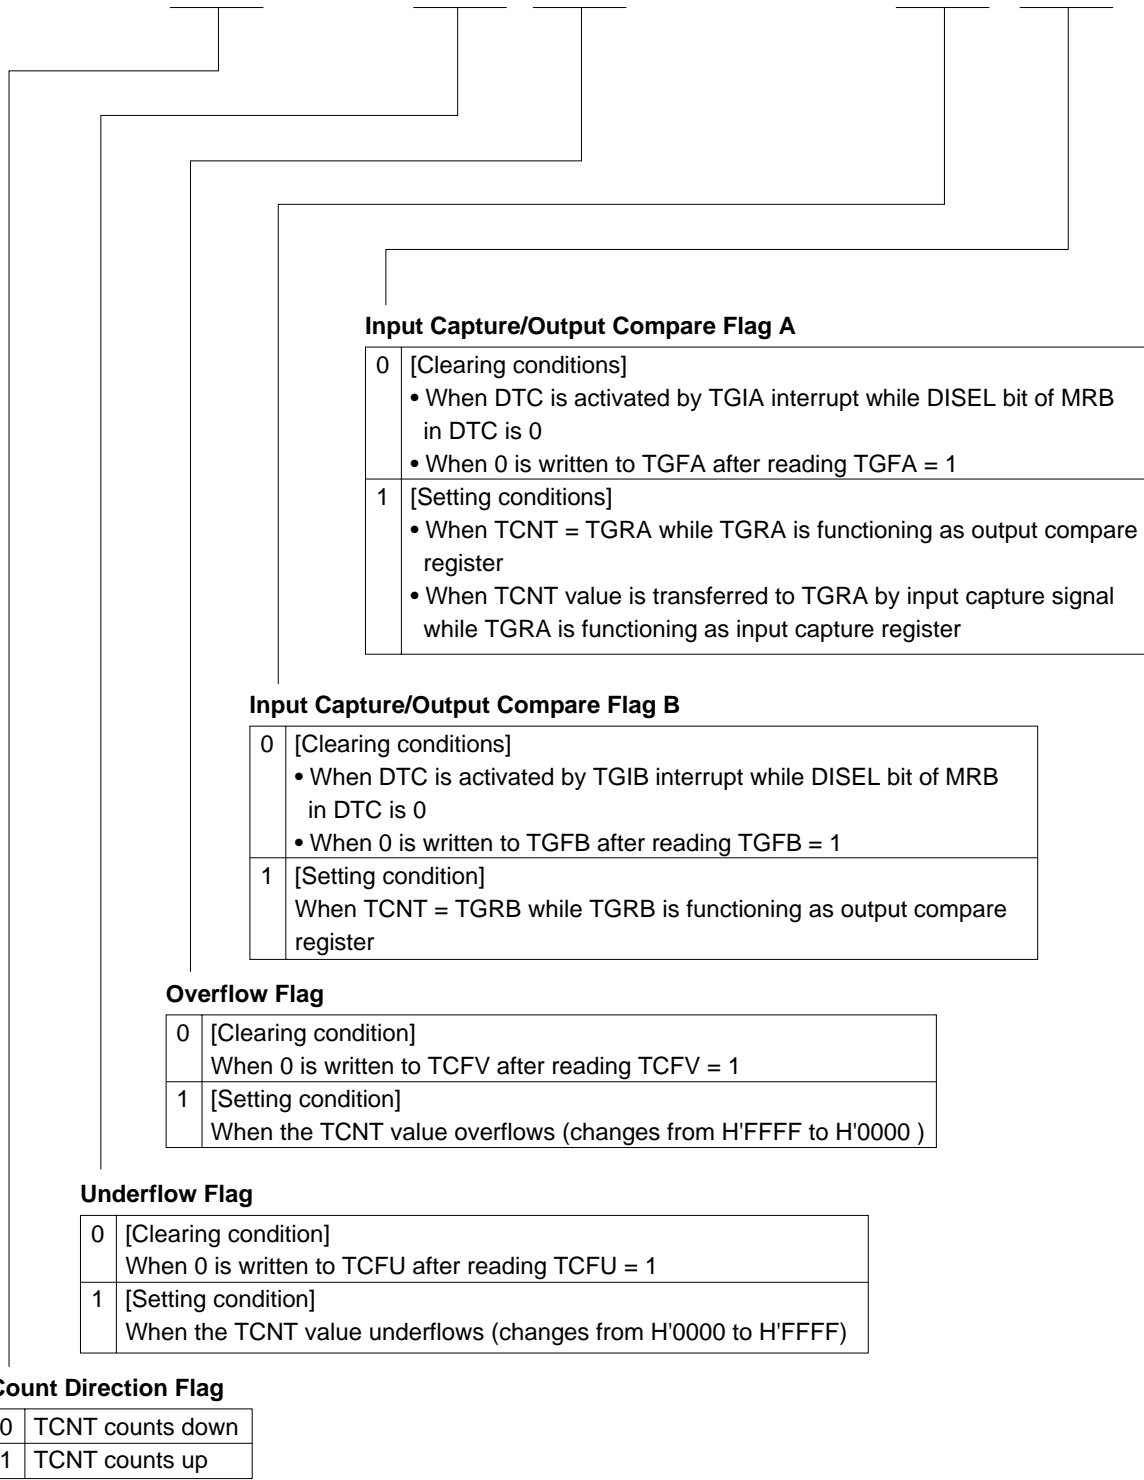 Input Capture/Output Compare Flag A
0 [Clearing conditions]
• When DTC is activated by TGIA interrupt while DISEL bit of MRB
in DTC is 0
• When 0 is written to TGFA after reading TGFA = 1
1 [Setting conditions]
• When TCNT = TGRA while TGRA is functioning as output compare
register
• When TCNT value is transferred to TGRA by input capture signal
while TGRA is functioning as input capture register
Input Capture/Output Compare Flag B
0 [Clearing conditions]
• When DTC is activated by TGIB interrupt while DISEL bit of MRB
in DTC is 0
• When 0 is written to TGFB after reading TGFB = 1
1 [Setting condition]
When TCNT = TGRB while TGRB is functioning as output compare
register
Overflow Flag
0 [Clearing condition]
When 0 is written to TCFV after reading TCFV = 1
1 [Setting condition]
When the TCNT value overflows (changes from H'FFFF to H'0000 )
Underflow Flag
0 [Clearing condition]
When 0 is written to TCFU after reading TCFU = 1
1 [Setting condition]
When the TCNT value underflows (changes from H'0000 to H'FFFF)
Count Direction Flag
0 TCNT counts down
1 TCNT counts up